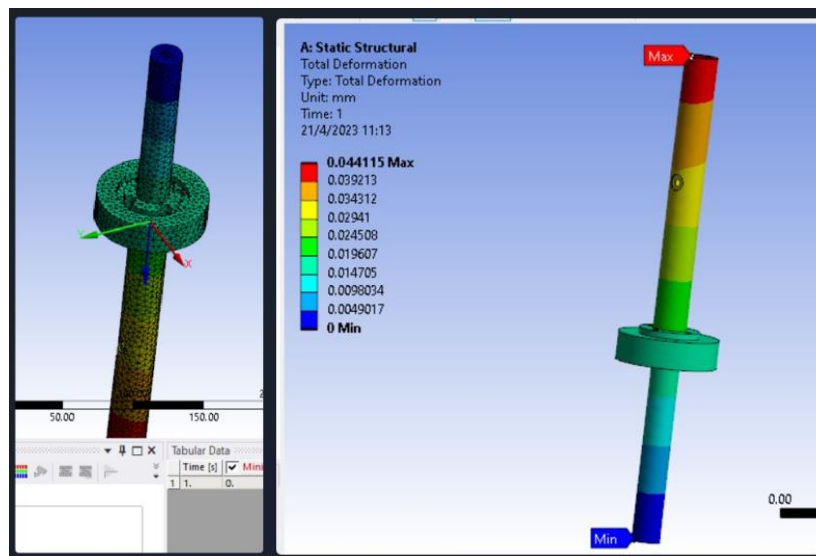 Y
X
50.00
150.00
Tabular Data
Time [s]
1
1.
0.
A: Static Structural
Total Deformation
Type: Total Deformation
Unit: mm
Time: 1
21/4/2023 11:13
0.044115 Max
0.039213
0.034312
0.02941
0.024508
0.019607
0.014705
0.0098034
0.0049017
0 Min
Max
Min
0.00